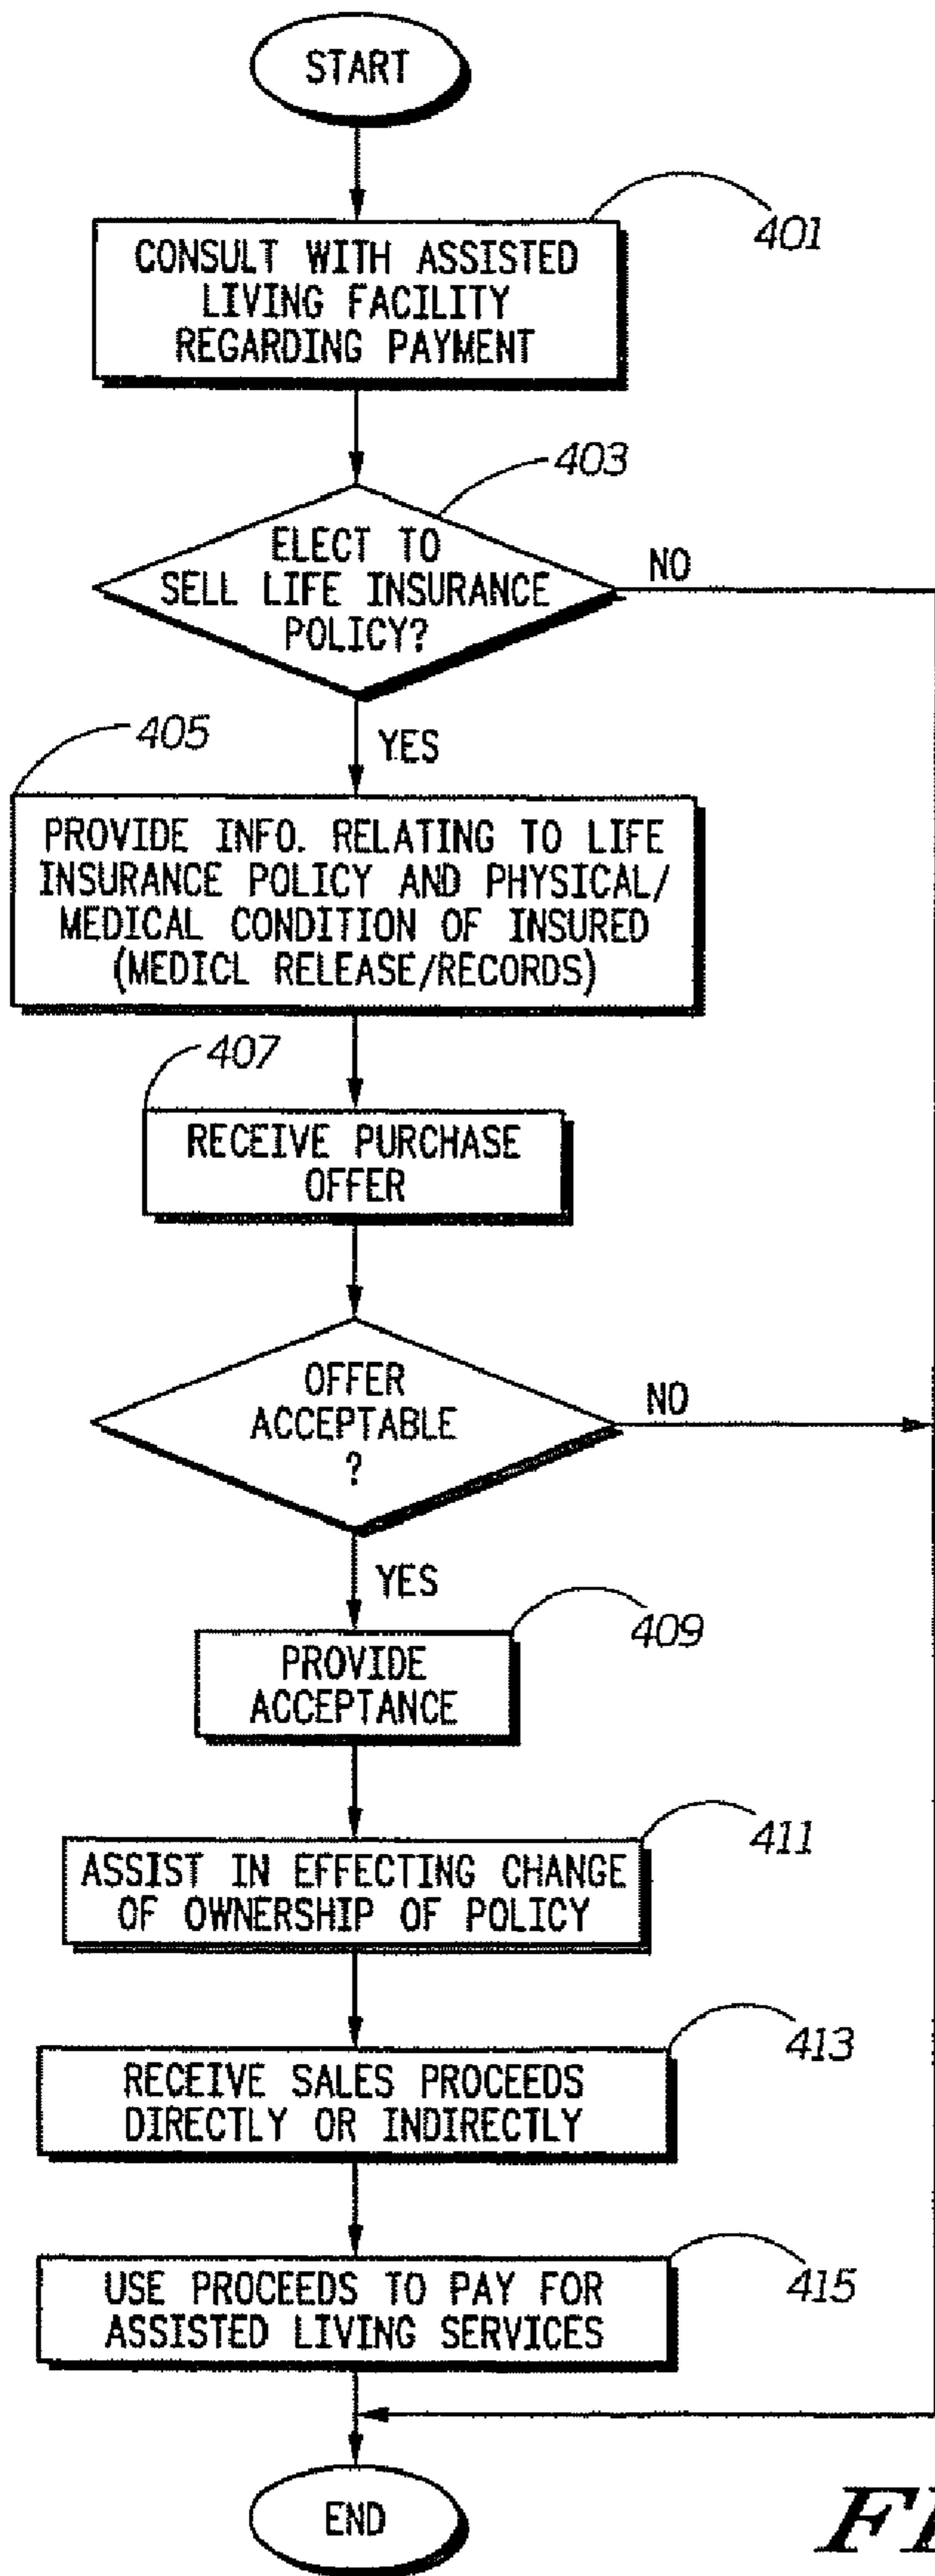 START
401
CONSULT WITH ASSISTED
LIVING FACILITY
REGARDING PAYMENT
403
ELECT TO
SELL LIFE INSURANCE
POLICY?
NO
YES
405
PROVIDE INFO. RELATING TO LIFE
INSURANCE POLICY AND PHYSICAL/
MEDICAL CONDITION OF INSURED
(MEDICL RELEASE/RECORDS)
407
RECEIVE PURCHASE
OFFER
OFFER
ACCEPTABLE
?
NO
YES
409
PROVIDE
ACCEPTANCE
411
ASSIST IN EFFECTING CHANGE
OF OWNERSHIP OF POLICY
413
RECEIVE SALES PROCEEDS
DIRECTLY OR INDIRECTLY
415
USE PROCEEDS TO PAY FOR
ASSISTED LIVING SERVICES
END